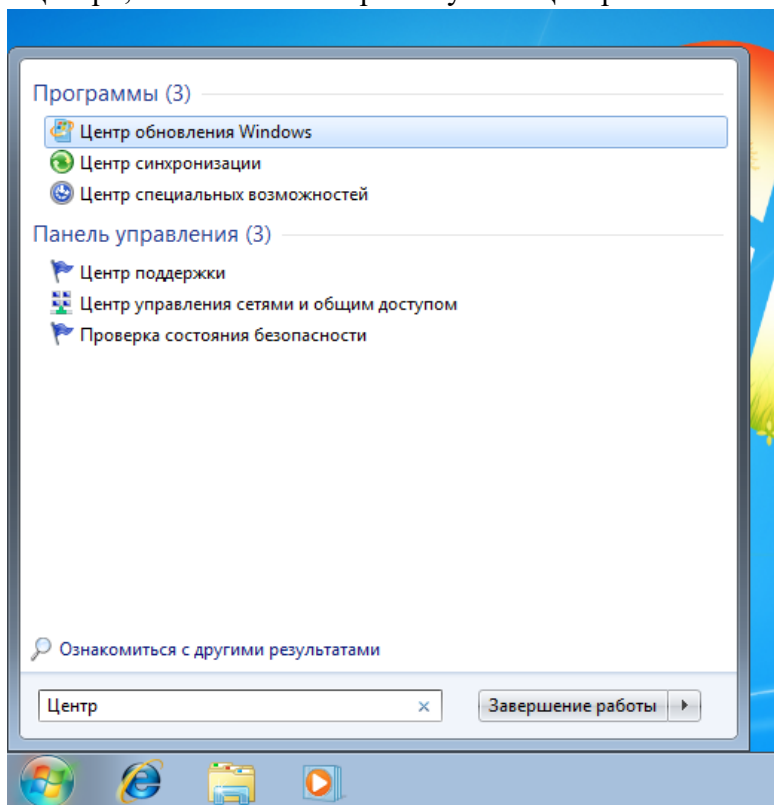 Программы (3)
Центр обновления Windows
Центр синхронизации
Центр специальных возможностей
Панель управления (3)
Центр поддержки
Центр управления сетями и общим доступом
Проверка состояния безопасности
Ознакомиться с другими результатами
Центр
Завершение работы